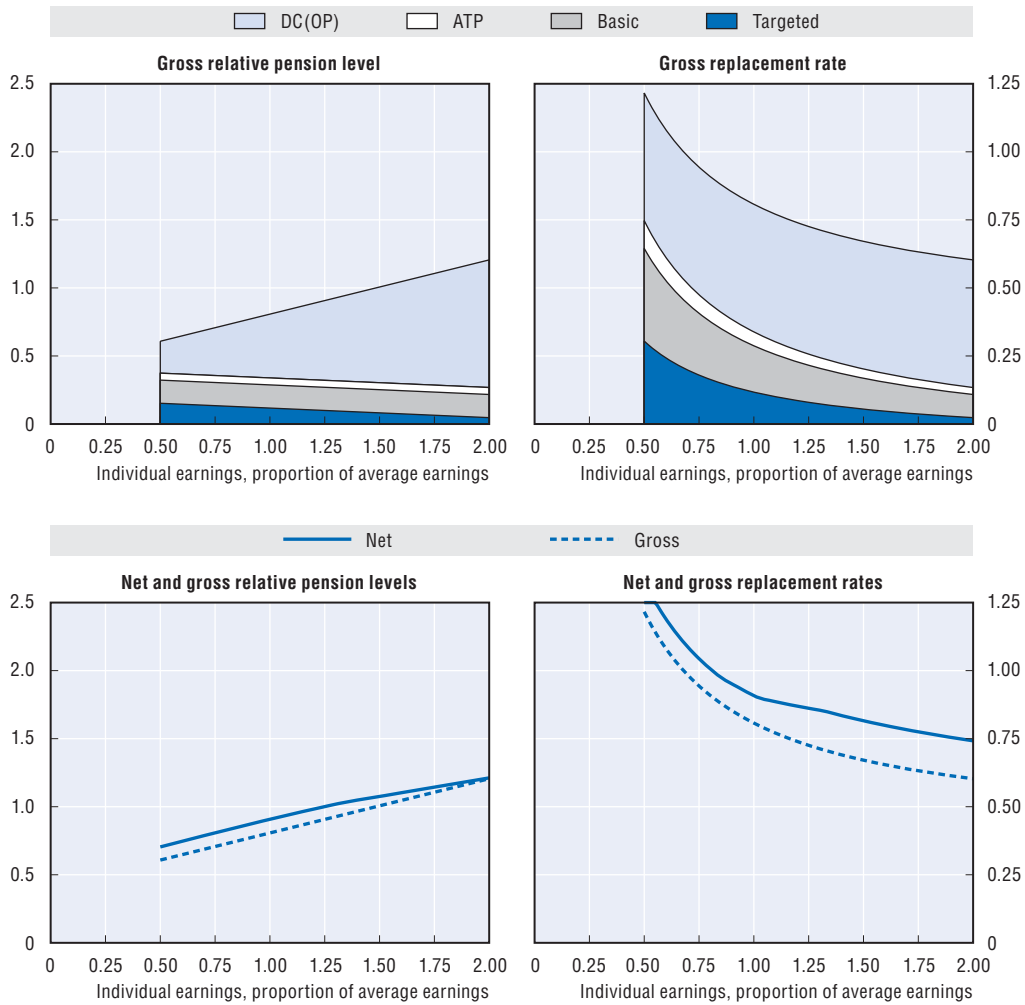 DC(OP) ATP Basic Targeted
Gross relative pension level
2.5
2.0
1.5
1.0
0.5
0
0 0.25 0.50 0.75 1.00 1.25 1.50 1.75 2.00
Individual earnings, proportion of average earnings
Gross replacement rate
1.25
1.00
0.75
0.50
0.25
0
0 0.25 0.50 0.75 1.00 1.25 1.50 1.75 2.00
Individual earnings, proportion of average earnings
Net Gross
Net and gross relative pension levels
2.5
2.0
1.5
1.0
0.5
0
0 0.25 0.50 0.75 1.00 1.25 1.50 1.75 2.00
Individual earnings, proportion of average earnings
Net and gross replacement rates
1.25
1.00
0.75
0.50
0.25
0
0 0.25 0.50 0.75 1.00 1.25 1.50 1.75 2.00
Individual earnings, proportion of average earnings